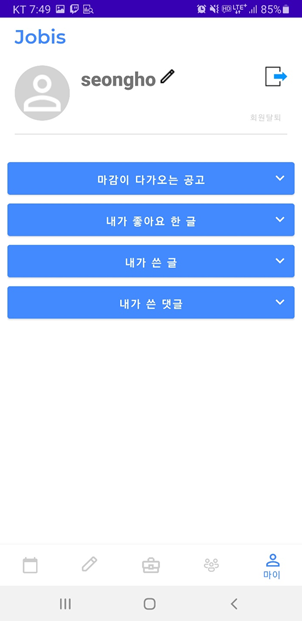 KT 7:49 LTE+ 85%
Jobis
seongho
회원탈퇴
마감이 다가오는 공고
내가 좋아요 한 글
내가 쓴 글
내가 쓴 댓글
마이